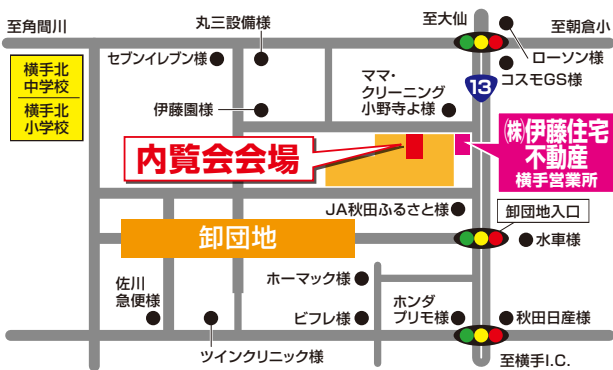 至角間川
丸三設備様
至大仙
至朝倉小
ローソン様
セブンイレブン様
コスモGS様
横手北
中学校
横手北
小学校
ママ・
クリーニング
小野寺よ様
13
伊藤園様
㈱伊藤住宅
不動産
横手営業所
内覧会会場
JA秋田ふるさと様
卸団地入口
卸団地
水車様
佐川
急便様
ホーマック様
ビフレ様
ホンダ
プリモ様
秋田日産様
ツインクリニック様
至横手I.C.